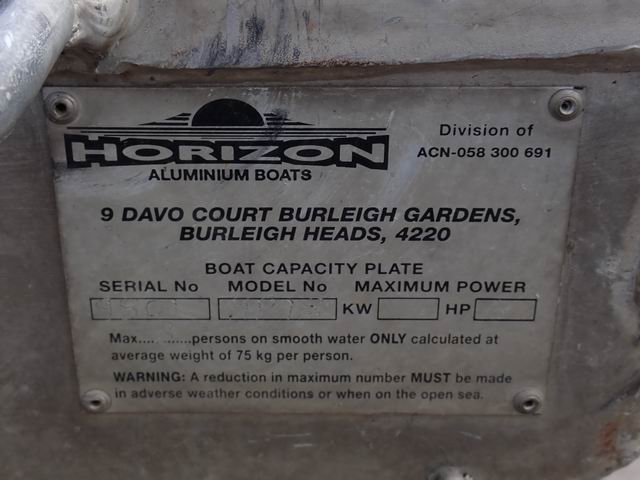 HORIZON
ALUMINIUM BOATS
Division of
ACN-058 300 691
9 DAVO COURT BURLEIGH GARDENS,
BURLEIGH HEADS, 4220
BOAT CAPACITY PLATE
SERIAL No MODEL No MAXIMUM POWER
KW HP
Max.... ......persons on smooth water ONLY calculated at
average weight of 75 kg per person.
WARNING: A reduction in maximum number MUST be made
in adverse weather conditions or when on the open sea.